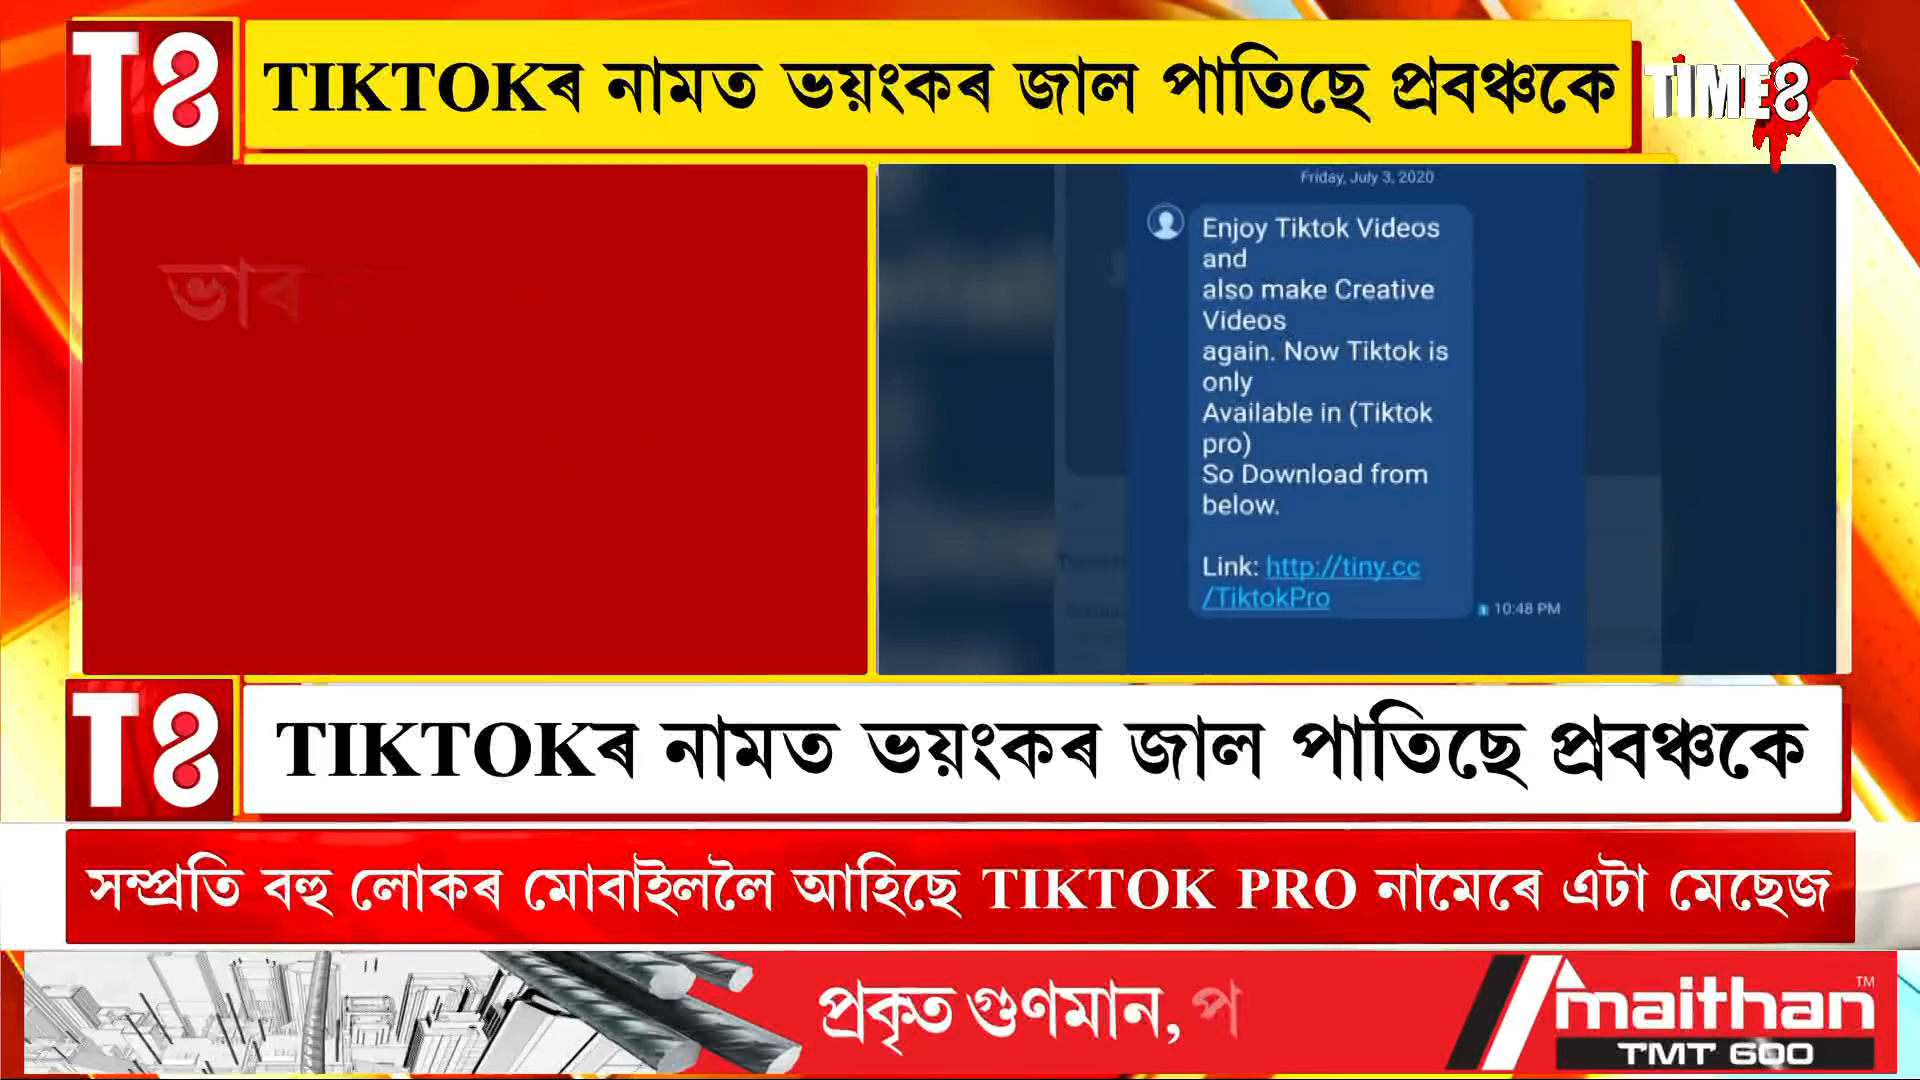 T8
TIKTOKৰ নামত ভয়ংকৰ জাল পাতিছে প্ৰবঞ্চকে
TIME8
Friday, July 3, 2020
Enjoy Tiktok Videos
and
also make Creative
Videos
again. Now Tiktok is
only
Available in (Tiktok
pro)
So Download from
below.
Link: http://tiny.cc
/TiktokPro
10:48 PM
T8
TIKTOKৰ নামত ভয়ংকৰ জাল পাতিছে প্ৰবঞ্চকে
সম্প্ৰতি বহু লোকৰ মোবাইললৈ আহিছে TIKTOK PRO নামেৰে এটা মেছেজ
প্ৰকৃত গুণমান, প
maithan TM
TMT 600